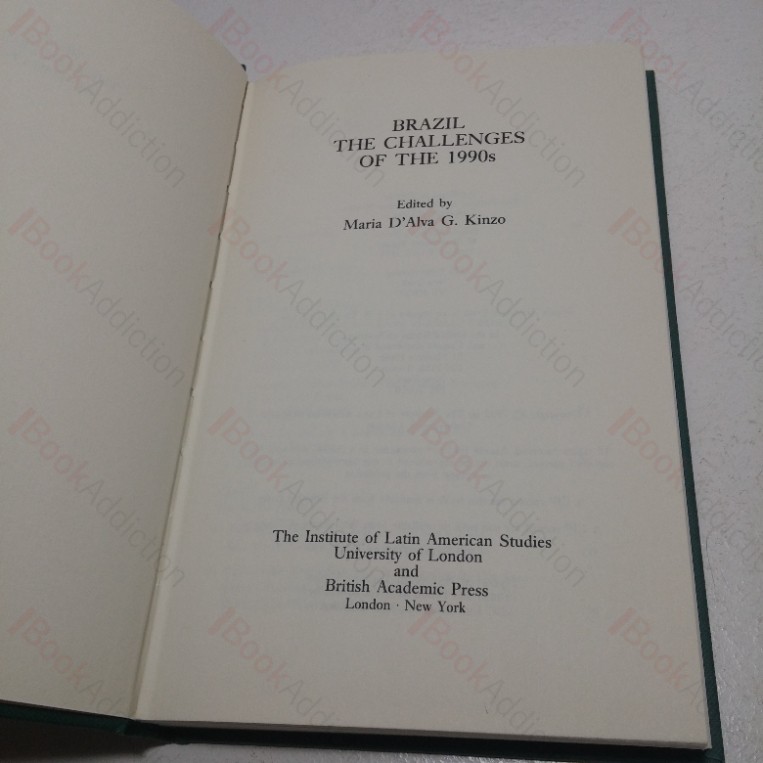 BRAZIL
THE CHALLENGES
OF THE 1990s
Edited by
Maria D'Alva G. Kinzo
The Institute of Latin American Studies
University of London
and
British Academic Press
London · New York
BookAddiction